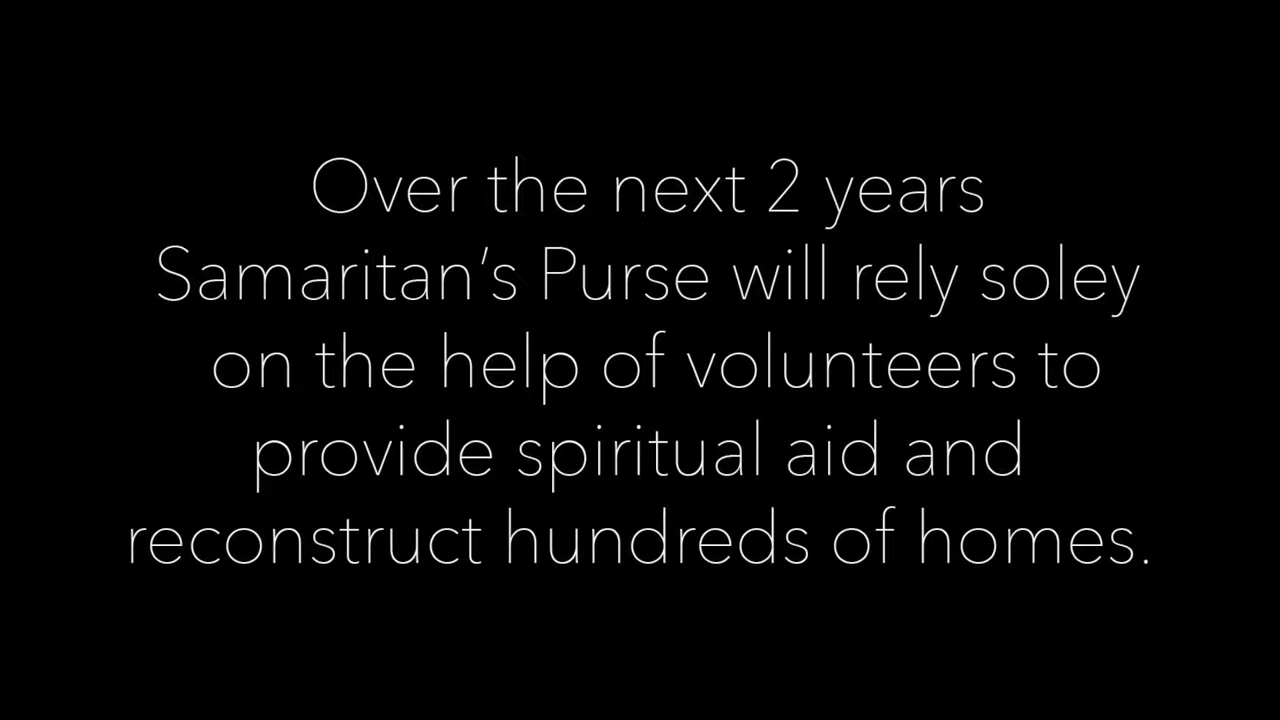 Over the next 2 years
Samaritan’s Purse will rely soley
on the help of volunteers to
provide spiritual aid and
reconstruct hundreds of homes.